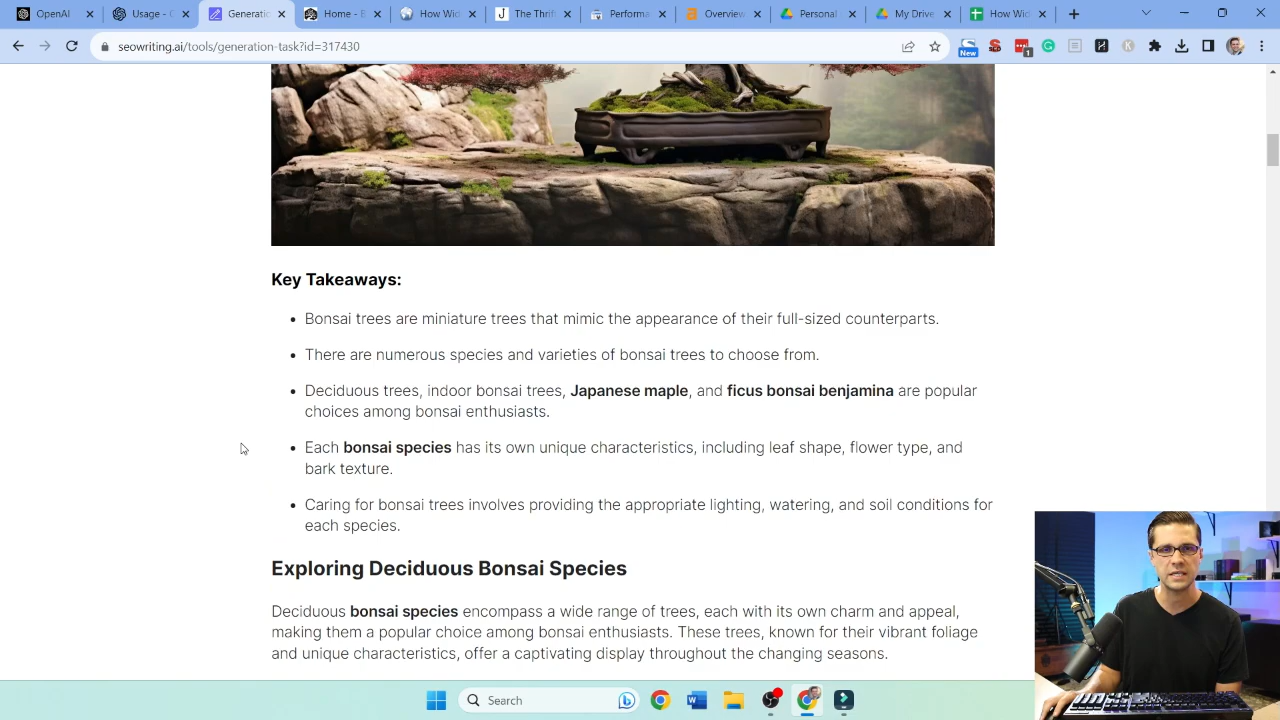 OpenAI
Usage - C
Generatic
Home - B
How Wid
The Thrif
Performa
Overview
Personal
My Drive
How Wid
seowriting.ai/tools/generation-task?id=317430
New
1
Key Takeaways:
Bonsai trees are miniature trees that mimic the appearance of their full-sized counterparts.
There are numerous species and varieties of bonsai trees to choose from.
Deciduous trees, indoor bonsai trees, Japanese maple, and ficus bonsai benjamina are popular
choices among bonsai enthusiasts.
Each bonsai species has its own unique characteristics, including leaf shape, flower type, and
bark texture.
Caring for bonsai trees involves providing the appropriate lighting, watering, and soil conditions for
each species.
Exploring Deciduous Bonsai Species
Deciduous bonsai species encompass a wide range of trees, each with its own charm and appeal,
making them a popular choice among bonsai enthusiasts. These trees, known for their vibrant foliage
and unique characteristics, offer a captivating display throughout the changing seasons.
Search